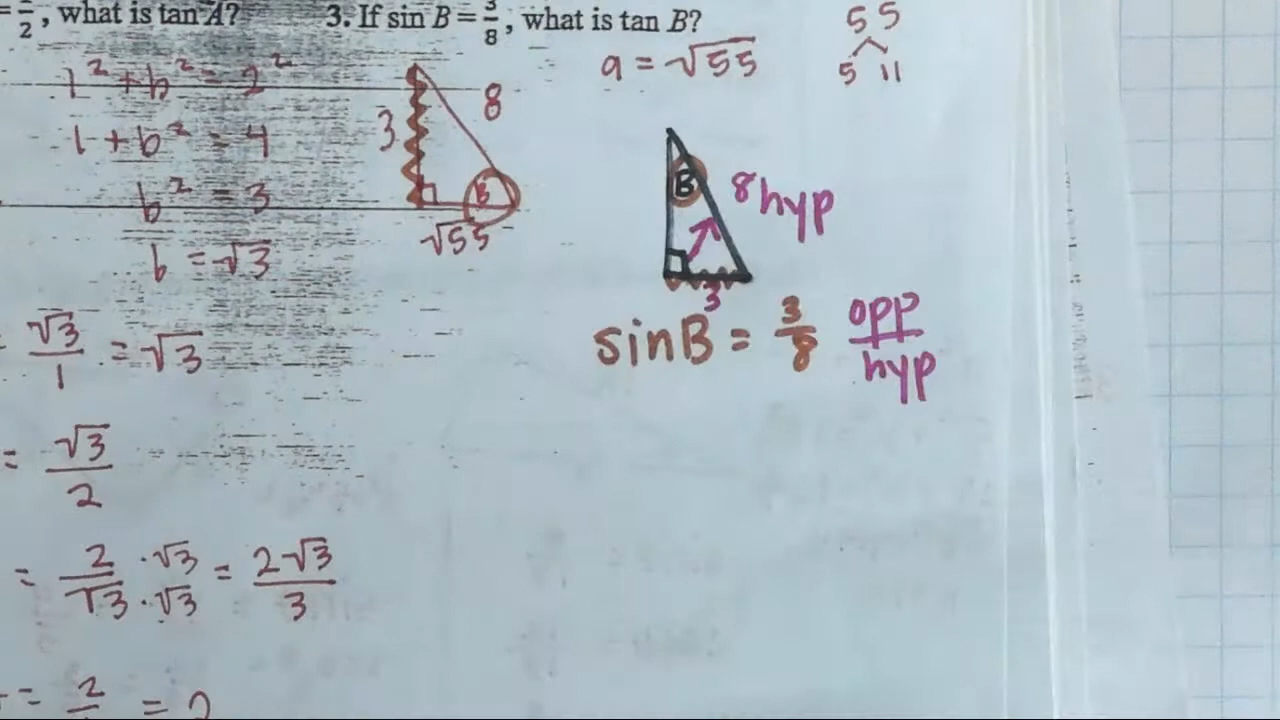 = —/2, what is tan A?
3. If sin B = 3/8, what is tan B?
1² + b² = 2²
1 + b² = 4
b² = 3
b = √3
√3/1 = √3
= √3/2
= 2/√3 · √3/√3 = 2√3/3
= 2
3
8
B
√55
a = √55
55
5 11
B
8 hyp
3
sin B = 3/8 opp/hyp